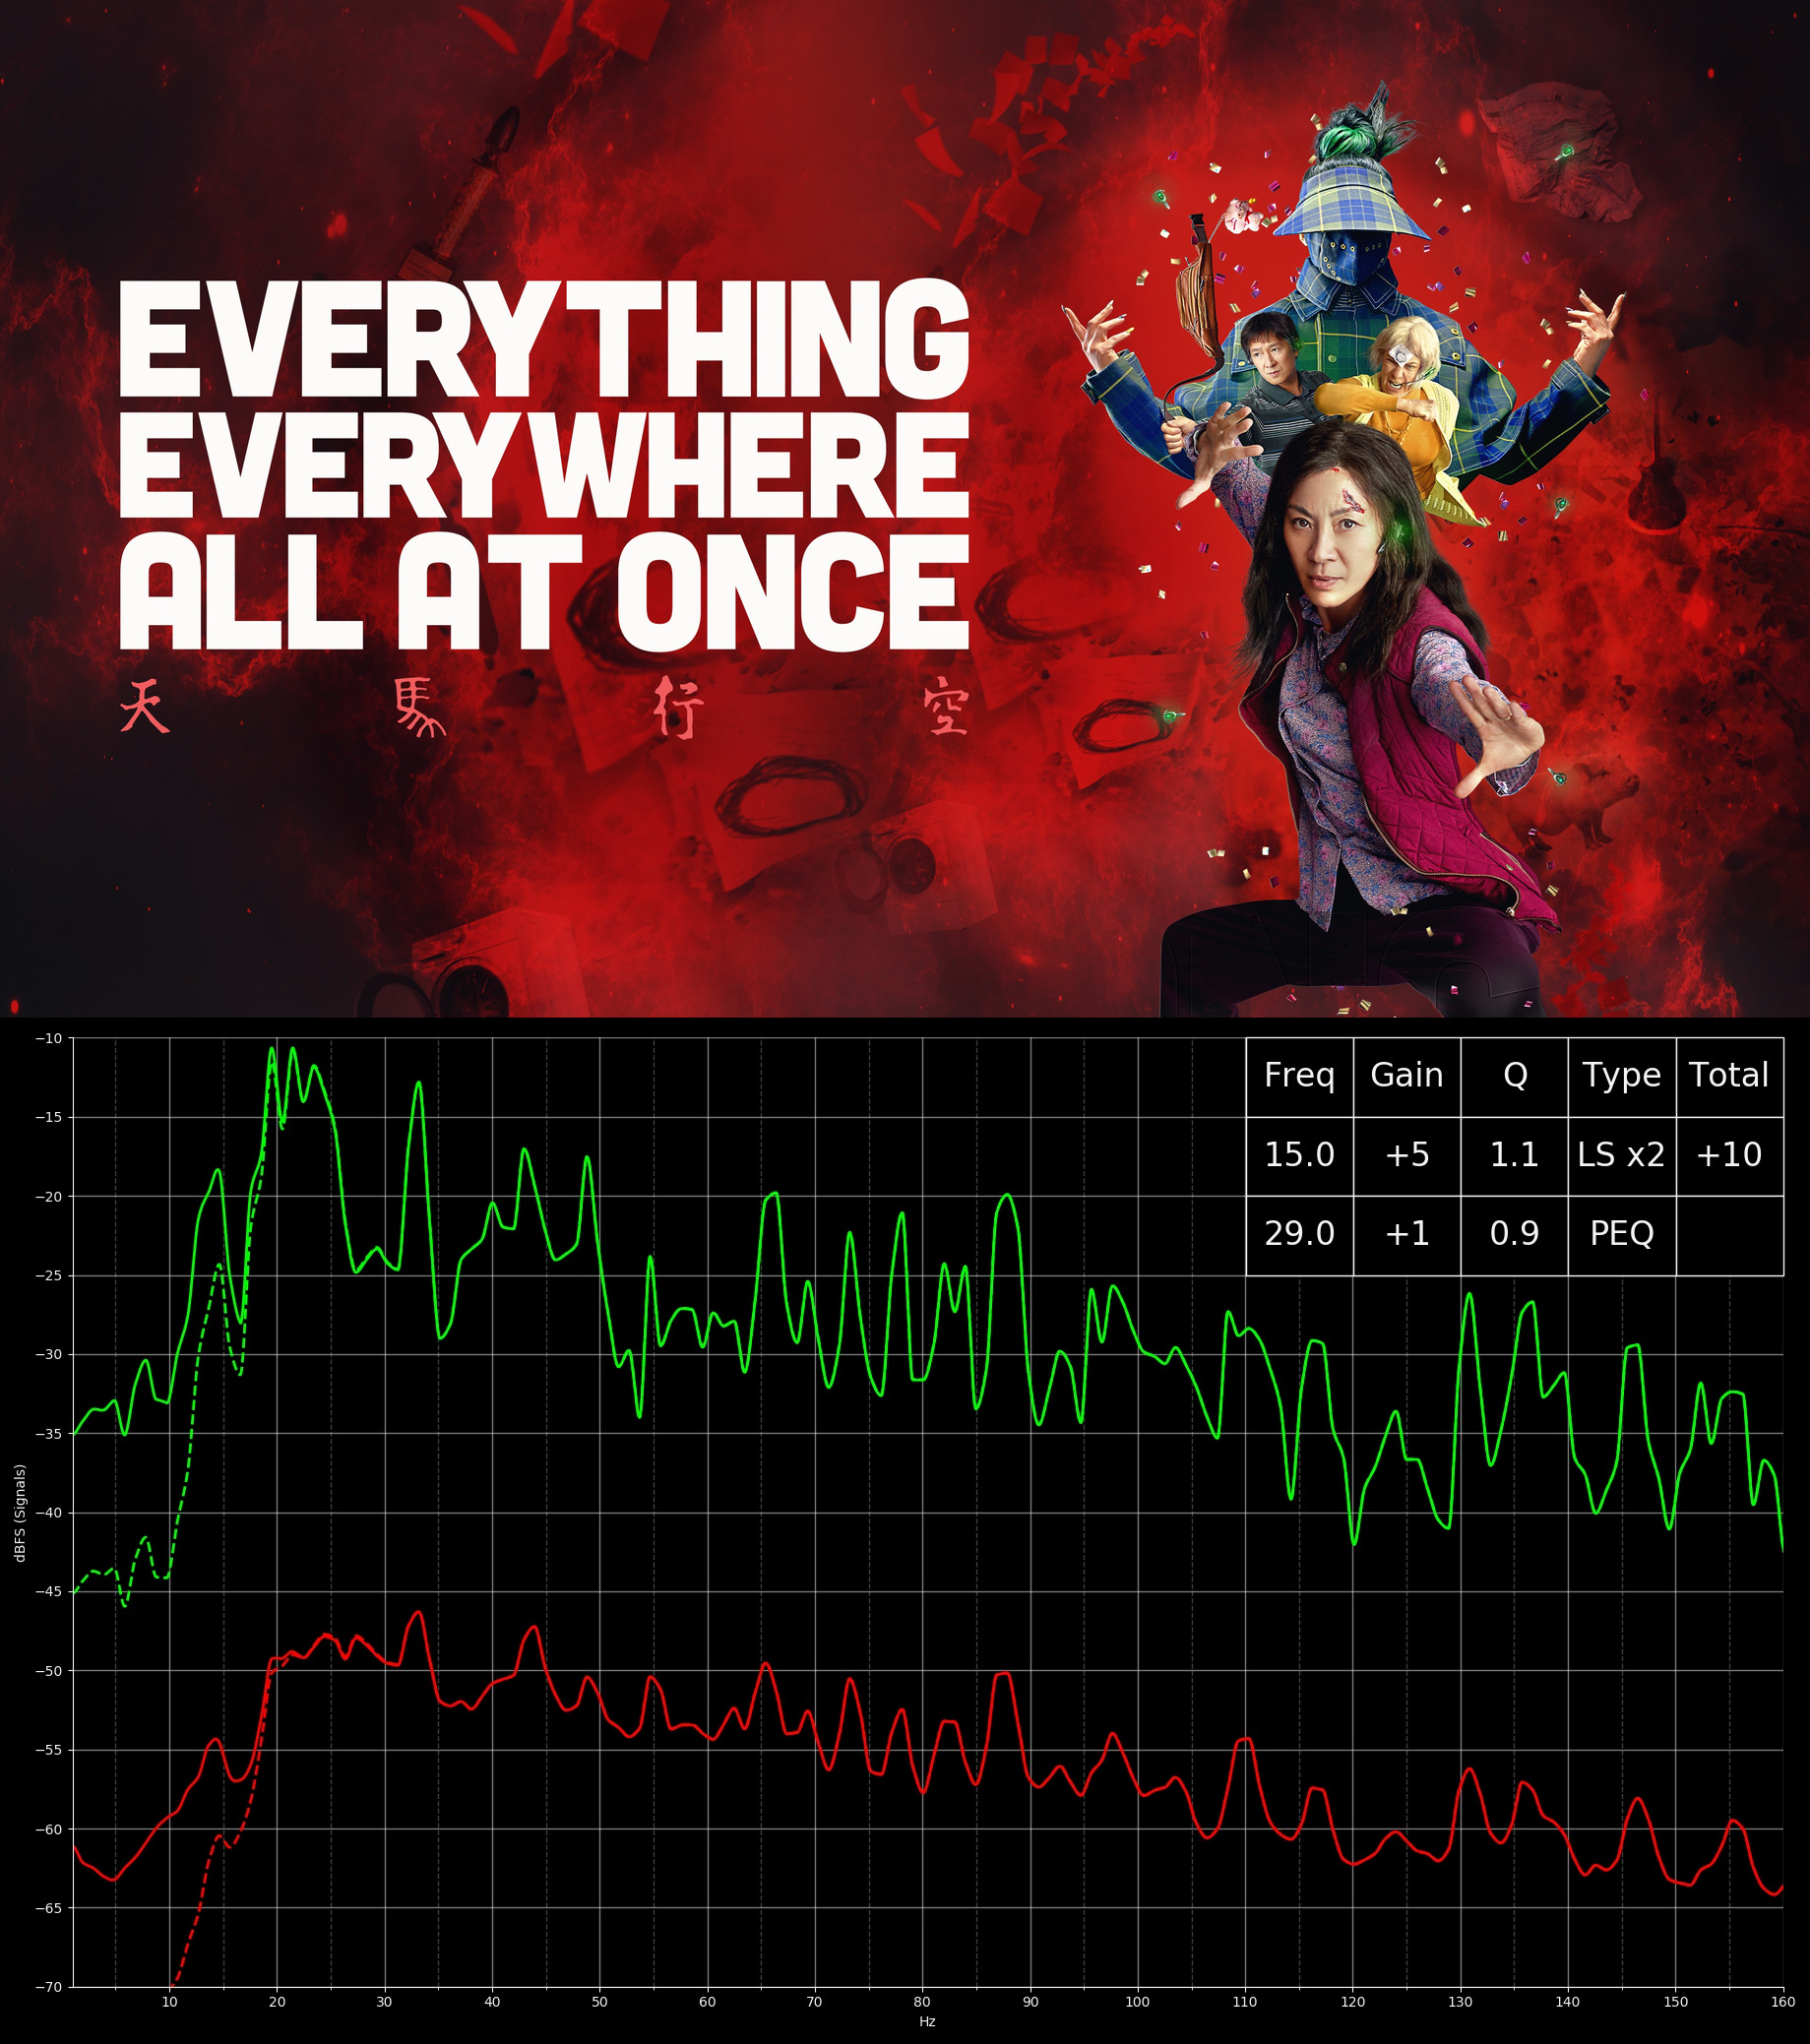 EVERYTHING
EVERYWHERE
ALL AT ONCE
天 馬 行 空
Freq Gain Q Type Total
15.0 +5 1.1 LS x2 +10
29.0 +1 0.9 PEQ
−10
−15
−20
−25
−30
−35
−40
−45
−50
−55
−60
−65
−70
dBFS (Signals)
10 20 30 40 50 60 70 80 90 100 110 120 130 140 150 160
Hz